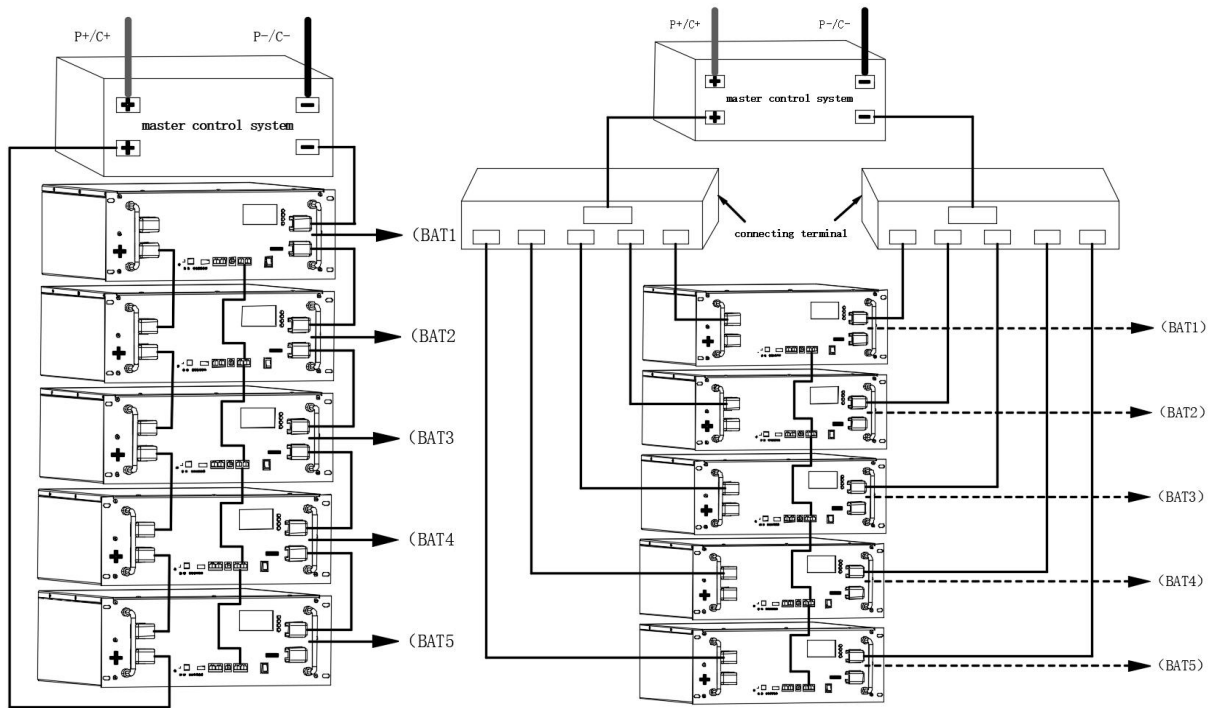 P+/C+
P-/C-
master control system
(BAT1
(BAT2
(BAT3
(BAT4
(BAT5
P+/C+
P-/C-
master control system
connecting terminal
(BAT1)
(BAT2)
(BAT3)
(BAT4)
(BAT5)